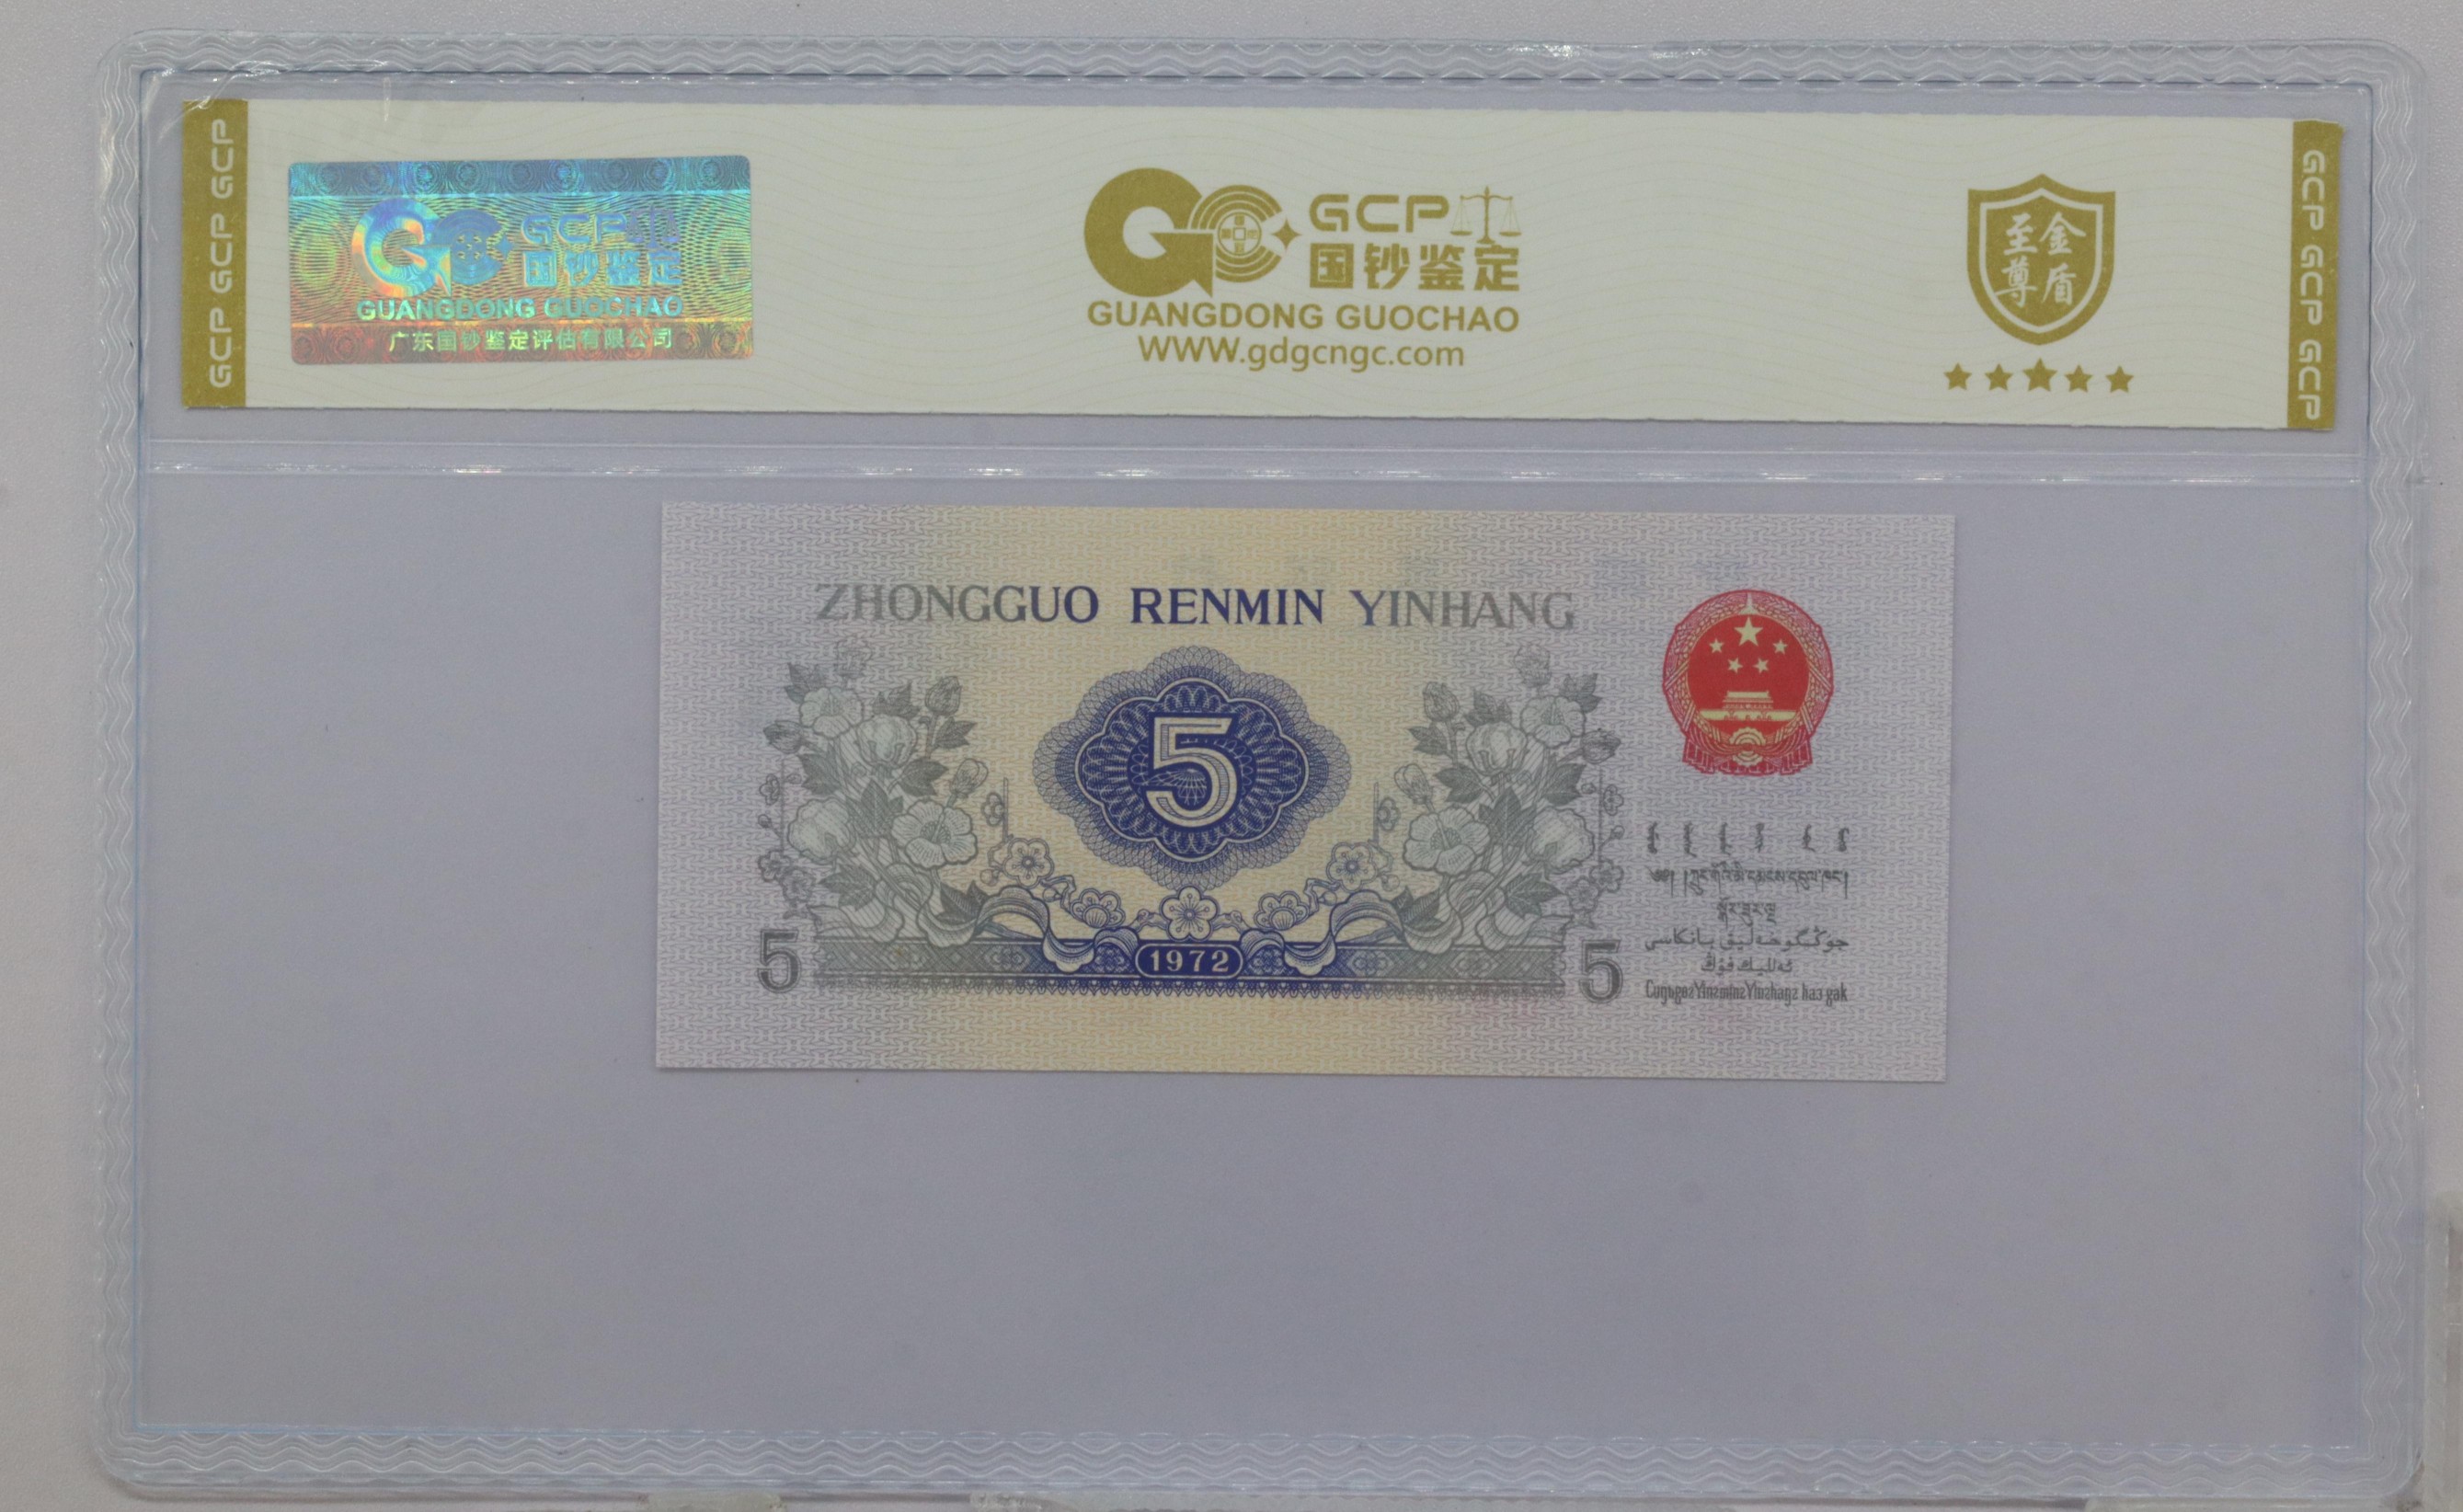 GCP GCP GCP
GCP
国钞鉴定
GUANGDONG GUOCHAO
广东国钞鉴定评估有限公司
GCP
国钞鉴定
GUANGDONG GUOCHAO
WWW.gdgcngc.com
至金
尊盾
GCP GCP GCP
ZHONGGUO RENMIN YINHANG
5
1972
5
5
جۇڭگوخەلىق بانكىسى